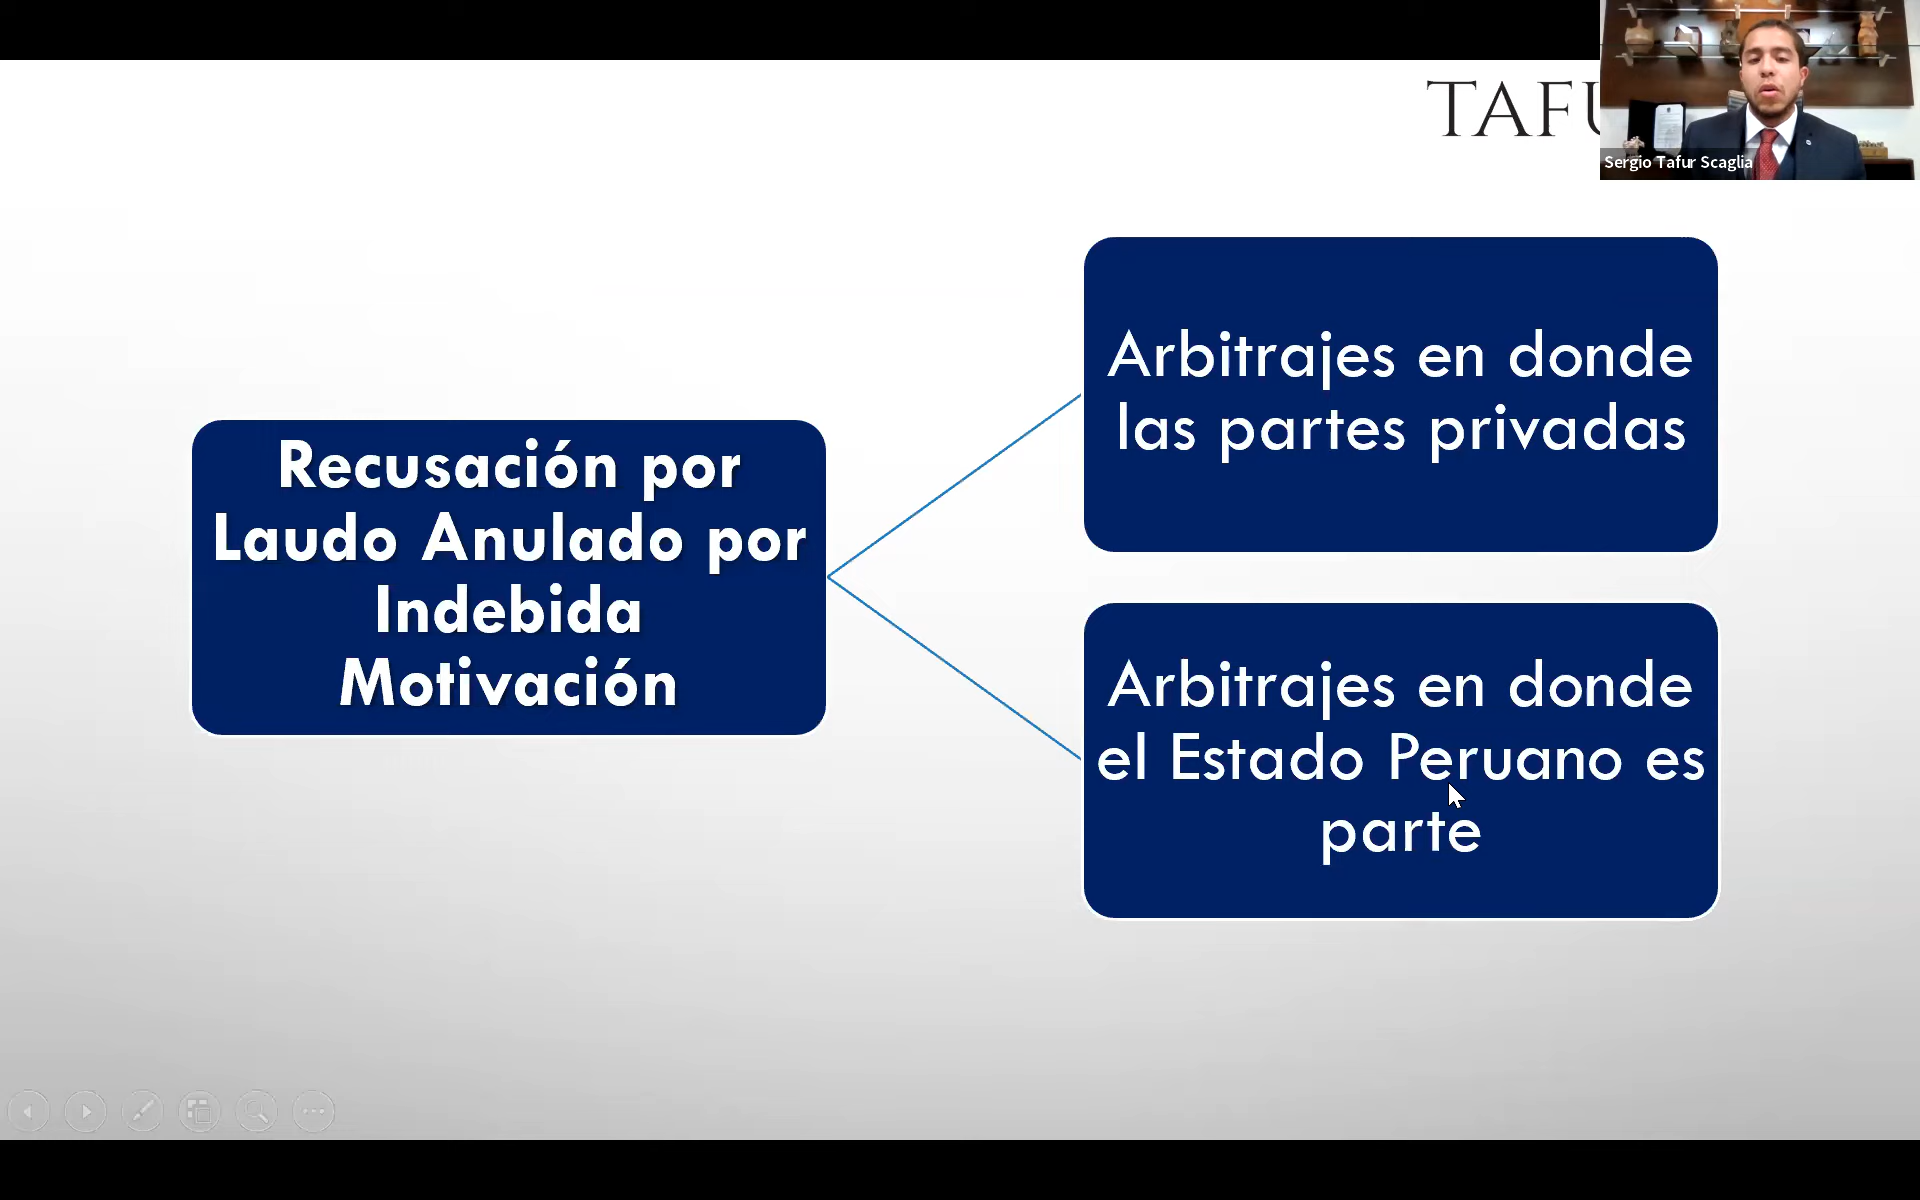 TAFU
Sergio Tafur Scaglia
Recusación por
Laudo Anulado por
Indebida
Motivación
Arbitrajes en donde
las partes privadas
Arbitrajes en donde
el Estado Peruano es
parte